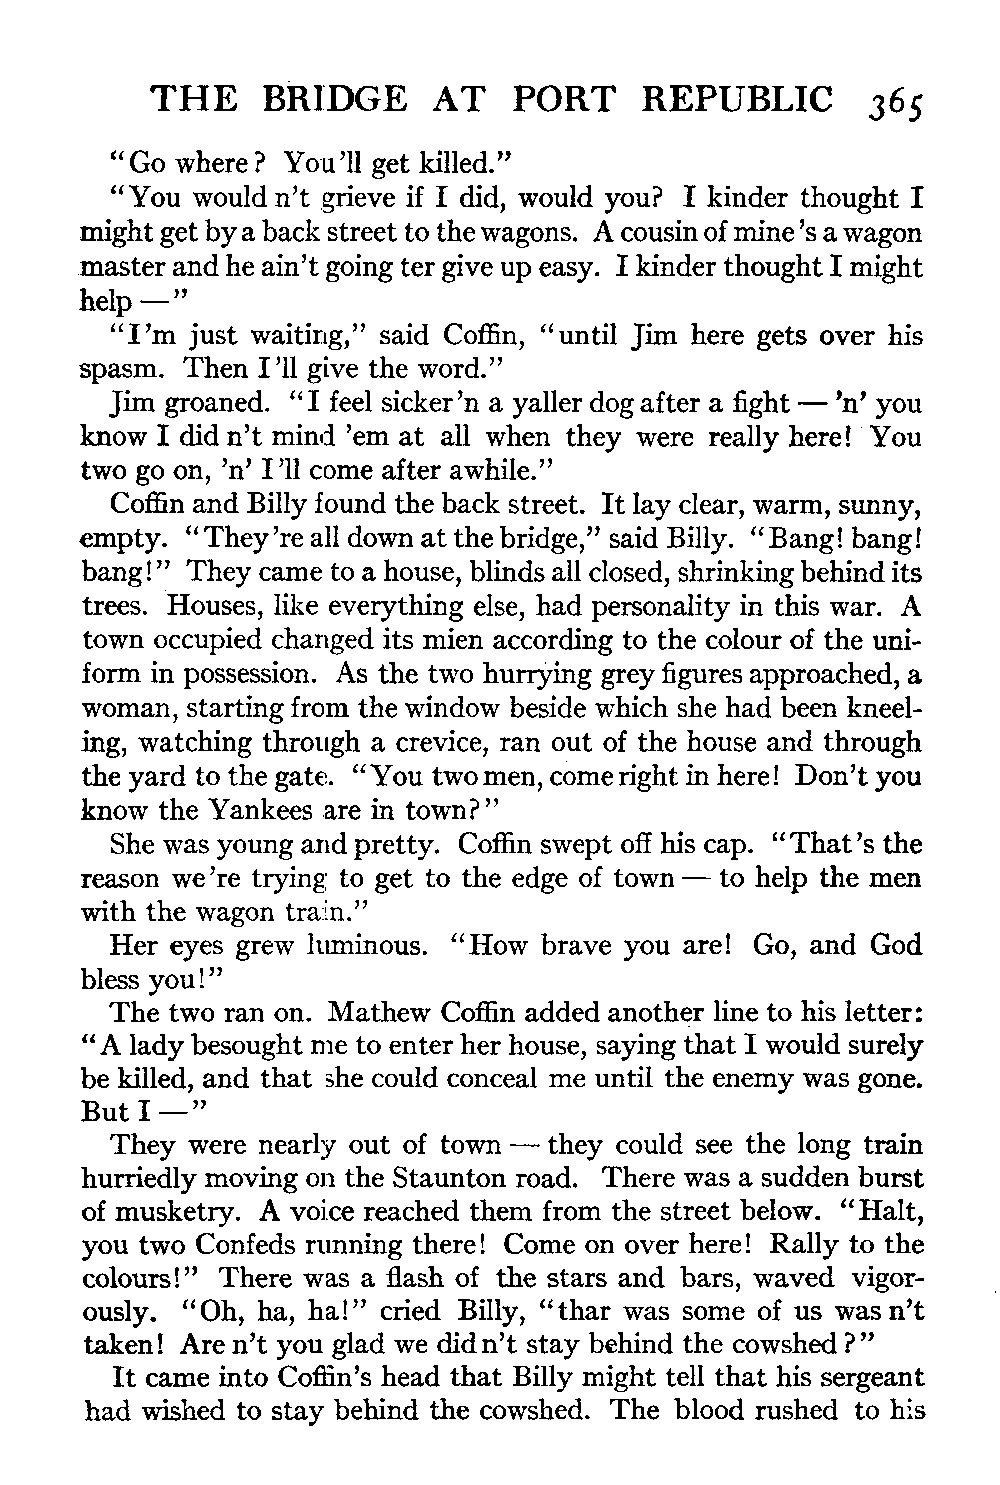 THE BRIDGE AT PORT REPUBLIC 365
"Go where? You'll get killed."
"You would n't grieve if I did, would you? I kinder thought I
might get by a back street to the wagons. A cousin of mine's a wagon
master and he ain't going ter give up easy. I kinder thought I might
help —"
"I'm just waiting," said Coffin, "until Jim here gets over his
spasm. Then I'll give the word."
Jim groaned. "I feel sicker'n a yaller dog after a fight — 'n' you
know I did n't mind 'em at all when they were really here! You
two go on, 'n' I'll come after awhile."
Coffin and Billy found the back street. It lay clear, warm, sunny,
empty. "They're all down at the bridge," said Billy. "Bang! bang!
bang!" They came to a house, blinds all closed, shrinking behind its
trees. Houses, like everything else, had personality in this war. A
town occupied changed its mien according to the colour of the uni-
form in possession. As the two hurrying grey figures approached, a
woman, starting from the window beside which she had been kneel-
ing, watching through a crevice, ran out of the house and through
the yard to the gate. "You two men, come right in here! Don't you
know the Yankees are in town?"
She was young and pretty. Coffin swept off his cap. "That's the
reason we're trying to get to the edge of town — to help the men
with the wagon train."
Her eyes grew luminous. "How brave you are! Go, and God
bless you!"
The two ran on. Mathew Coffin added another line to his letter:
"A lady besought me to enter her house, saying that I would surely
be killed, and that she could conceal me until the enemy was gone.
But I —"
They were nearly out of town — they could see the long train
hurriedly moving on the Staunton road. There was a sudden burst
of musketry. A voice reached them from the street below. "Halt,
you two Confeds running there! Come on over here! Rally to the
colours!" There was a flash of the stars and bars, waved vigor-
ously. "Oh, ha, ha!" cried Billy, "thar was some of us was n't
taken! Are n't you glad we did n't stay behind the cowshed?"
It came into Coffin's head that Billy might tell that his sergeant
had wished to stay behind the cowshed. The blood rushed to his